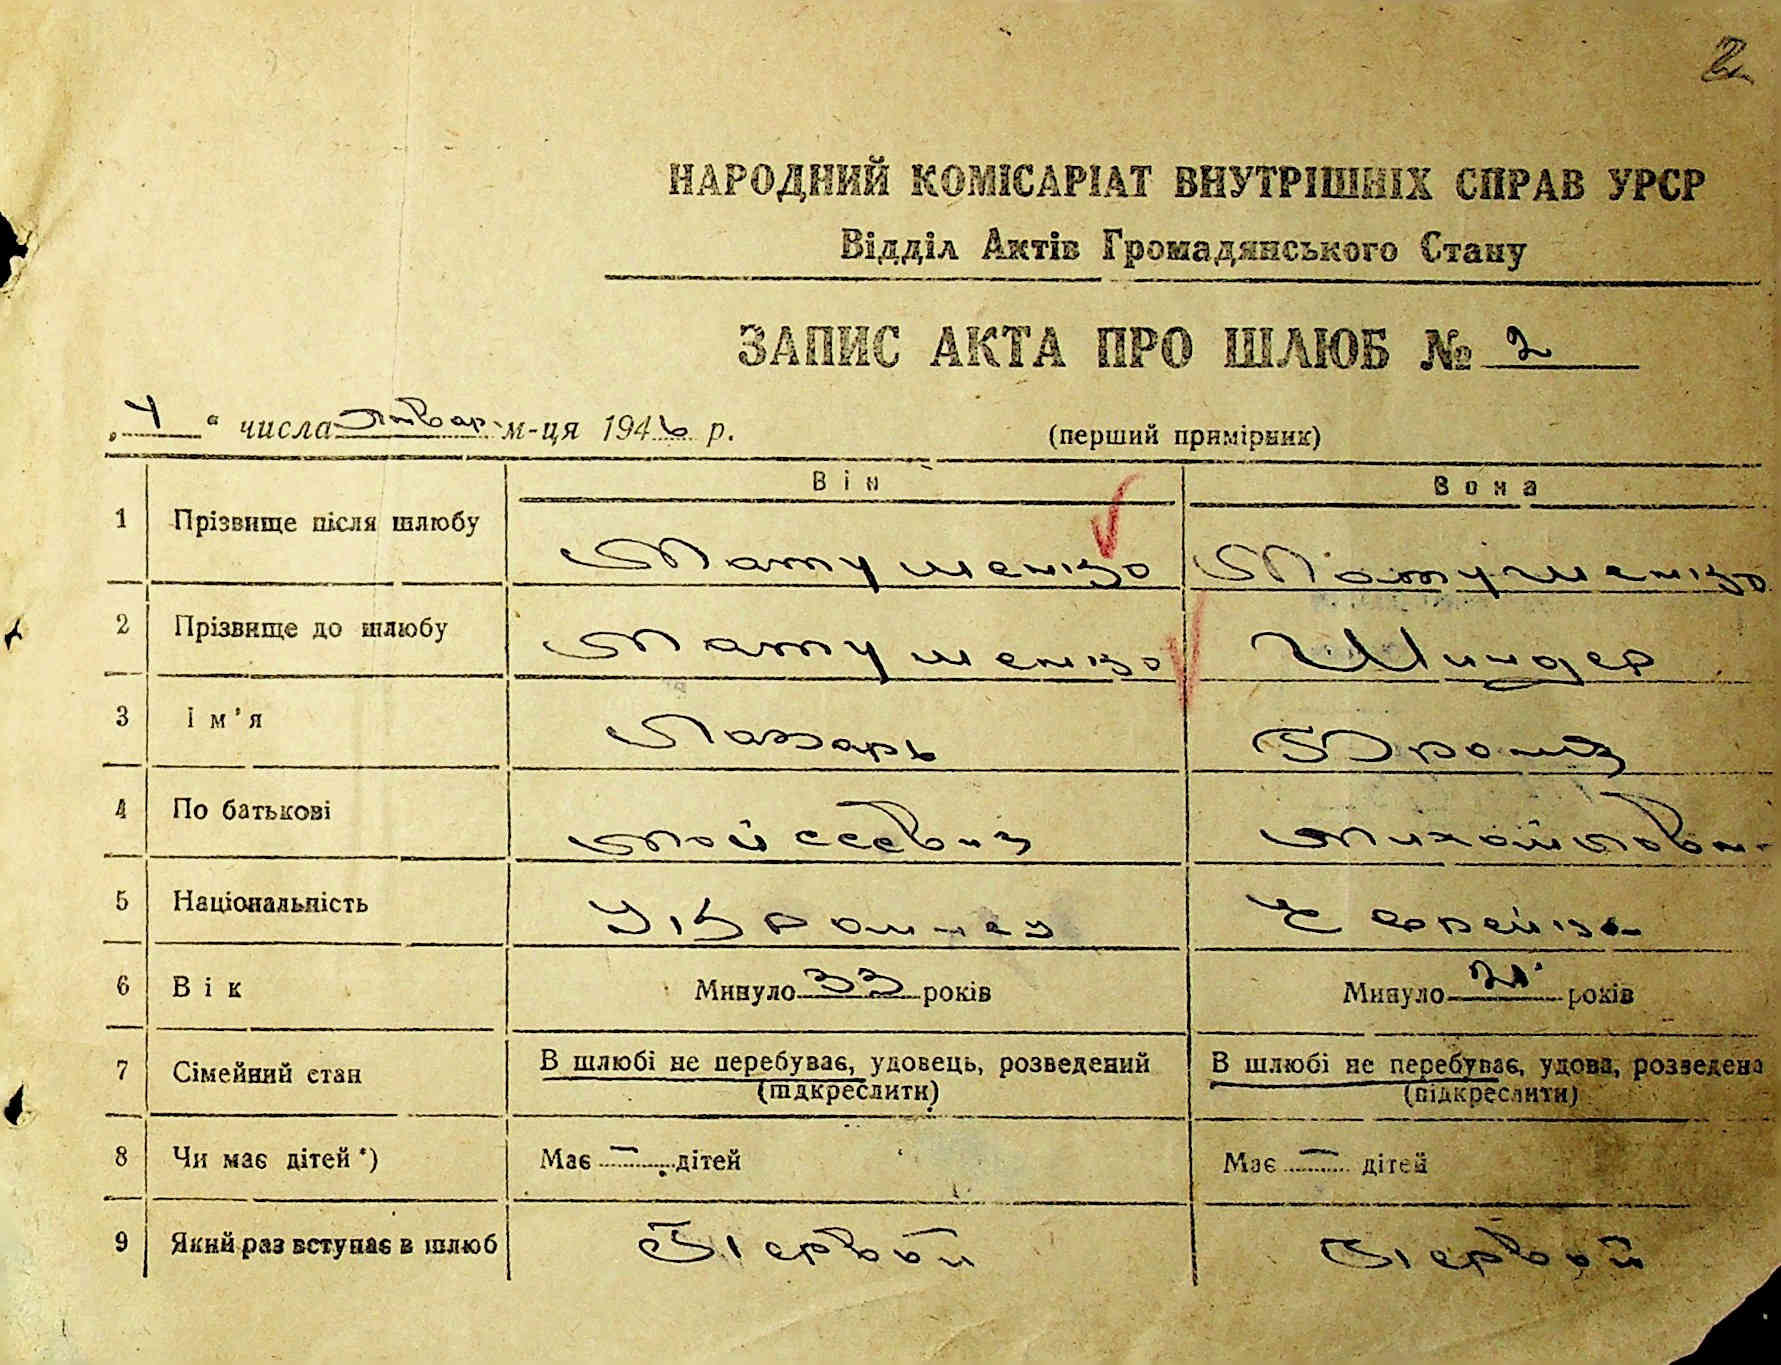 2
НАРОДНИЙ КОМІСАРІАТ ВНУТРІШНІХ СПРАВ УРСР
Відділ Актів Громадянського Стану
ЗАПИС АКТА ПРО ШЛЮБ № 2
„ 4 “ числа январ м-ця 1946 р. (перший примірник)
Він Вона
1 Прізвище після шлюбу Матушенко Матушенко
2 Прізвище до шлюбу Матушенко Шиндер
3 Ім'я Лазарь
4 По батькові Мойсеевич Михайловн
5 Національність Украинец Еврейка
6 Вік Минуло 33 років Минуло років
7 Сімейний стан В шлюбі не перебуває, удовець, розведений В шлюбі не перебуває, удова, розведена
(підкреслити) (підкреслити)
8 Чи має дітей *) Має — дітей Має — дітей
9 Який раз вступає в шлюб Первый Первый